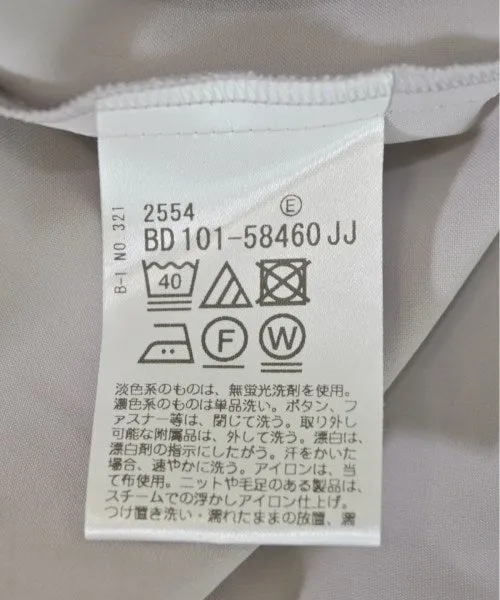 B-I NO 321
2554 E
BD 101-58460 JJ
40
F W
淡色系のものは、無蛍光洗剤を使用。
濃色系のものは単品洗い。ボタン、フ
ァスナー等は、閉じて洗う。取り外し
可能な附属品は、外して洗う。漂白は、
漂白剤の指示にしたがう。汗をかいた
場合、速やかに洗う。アイロンは、当
て布使用。ニットや毛足のある製品は、
スチームでの浮かしアイロン仕上げ。
つけ置き洗い・濡れたままの放置、濡